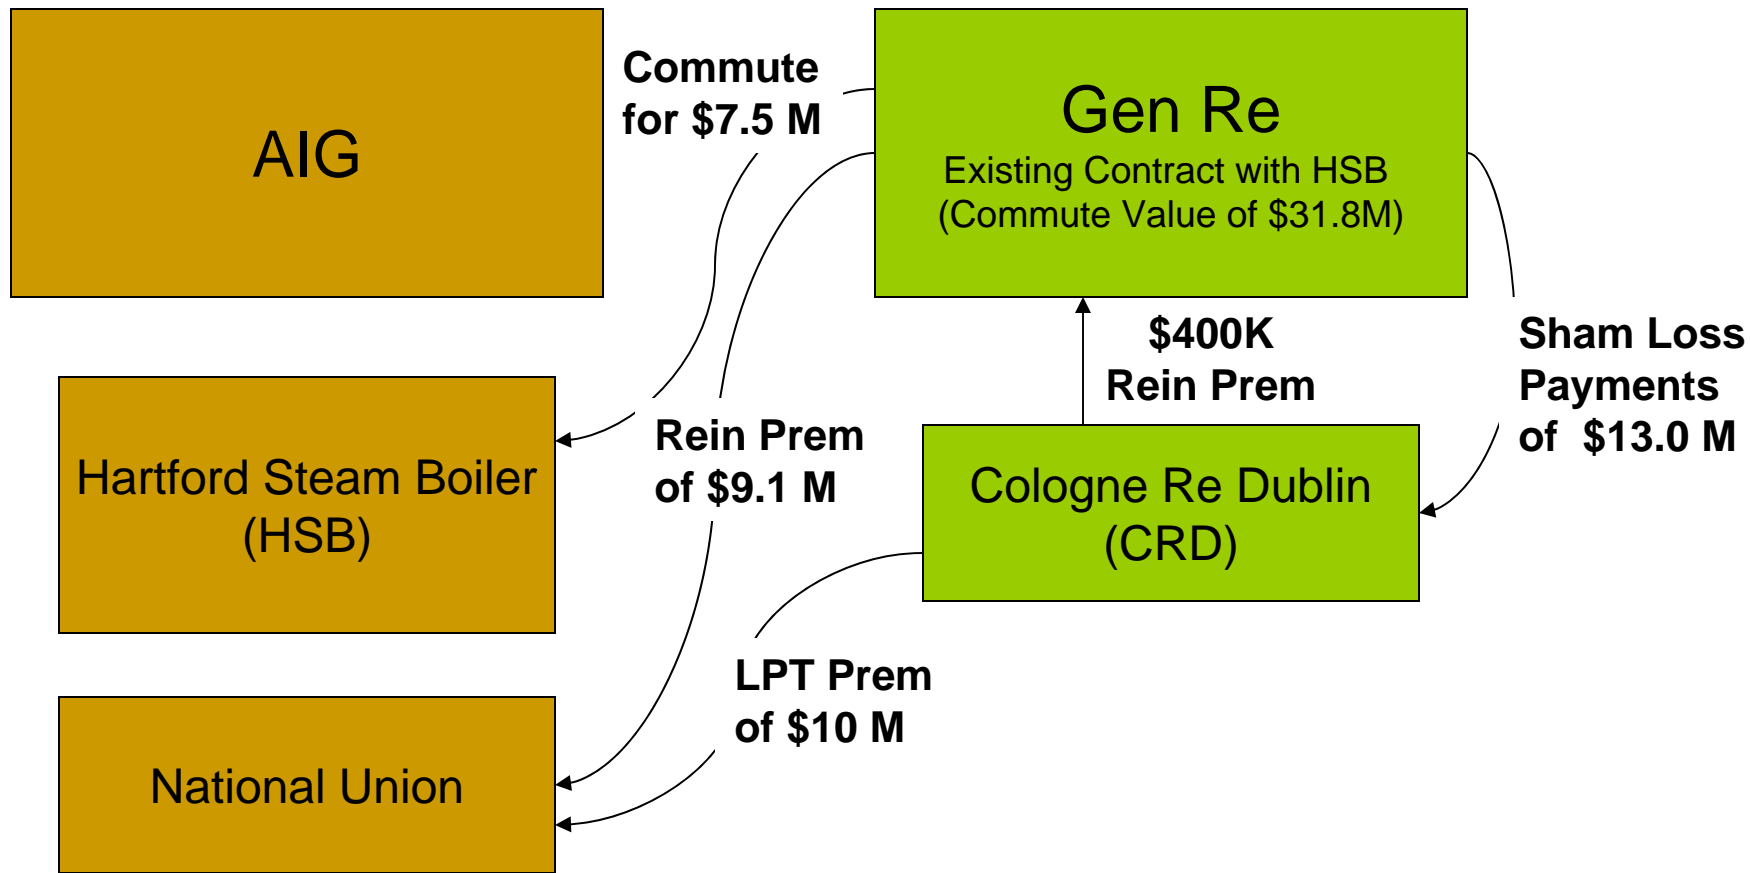 AIG
Commute
for $7.5 M
Gen Re
Existing Contract with HSB
(Commute Value of $31.8M)
$400K
Rein Prem
Sham Loss
Payments
of $13.0 M
Hartford Steam Boiler
(HSB)
Rein Prem
of $9.1 M
Cologne Re Dublin
(CRD)
LPT Prem
of $10 M
National Union